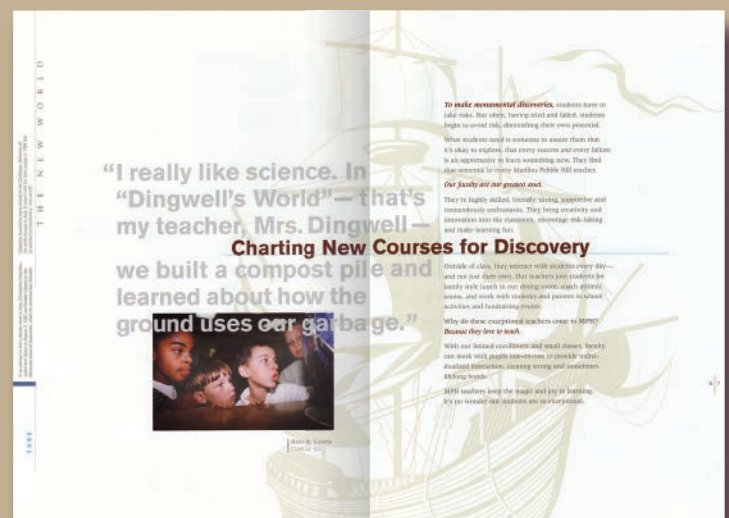 THE NEW WORLD
“I really like science. In
“Dingwell’s World”—that’s
my teacher, Mrs. Dingwell—
we built a compost pile and
learned about how the
ground uses our garbage.”
Charting New Courses for Discovery
To make monumental discoveries, students have to
take risks. But often, having tried and failed, students
begin to avoid risk, diminishing their own potential.
What students need is someone to assure them that
it's okay to explore, that every success and every failure
is an opportunity to learn something new. They find
that someone in every Manlius Pebble Hill teacher.
Our faculty are our greatest asset.
They're highly skilled, friendly, caring, supportive and
tremendously enthusiastic. They bring creativity and
innovation into the classroom, encourage risk-taking
and make learning fun.
Outside of class, they interact with students every day—
and not just their own. Our teachers join students for
family style lunch in our dining room, coach athletic
teams, and work with students and parents in school
activities and fundraising events.
Why do these exceptional teachers come to MPH?
Because they love to teach.
With our limited enrollment and small classes, faculty
can work with pupils one-on-one to provide indivi-
dualized instruction, creating strong and sometimes
lifelong bonds.
MPH teachers keep the magic and joy in learning.
It's no wonder our students are so exceptional.
6
7